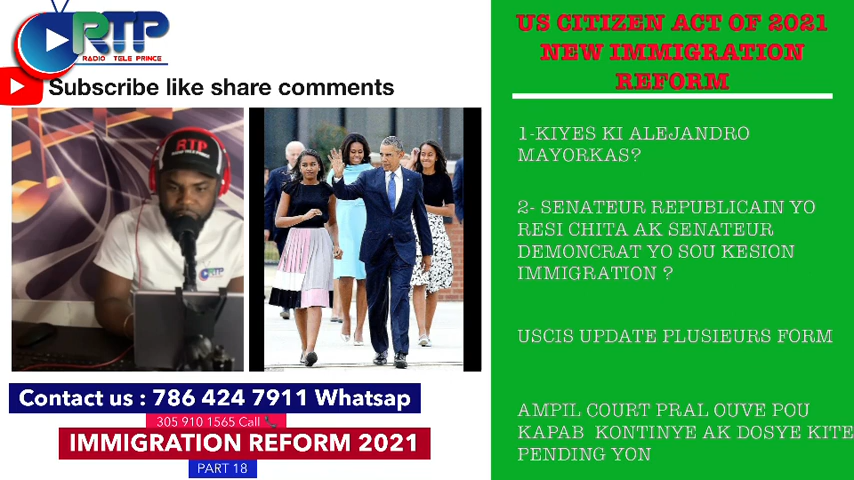 RTP
RADIO TELE PRINCE
Subscribe like share comments
RTP
RTP
Contact us : 786 424 7911 Whatsap
305 910 1565 Call
IMMIGRATION REFORM 2021
PART 18
US CITIZEN ACT OF 2021
NEW IMMIGRATION
REFORM
1-KIYES KI ALEJANDRO
MAYORKAS?
2- SENATEUR REPUBLICAIN YO
RESI CHITA AK SENATEUR
DEMONCRAT YO SOU KESION
IMMIGRATION ?
USCIS UPDATE PLUSIEURS FORM
AMPIL COURT PRAL OUVE POU
KAPAB KONTINYE AK DOSYE KITE
PENDING YON